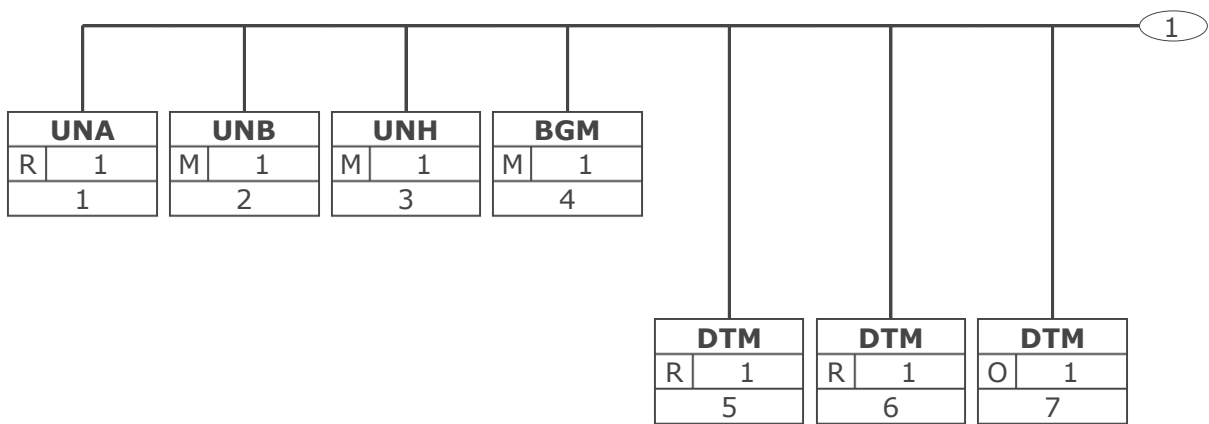 1
UNA UNB UNH BGM
R 1 M 1 M 1 M 1
1 2 3 4
DTM DTM DTM
R 1 R 1 O 1
5 6 7